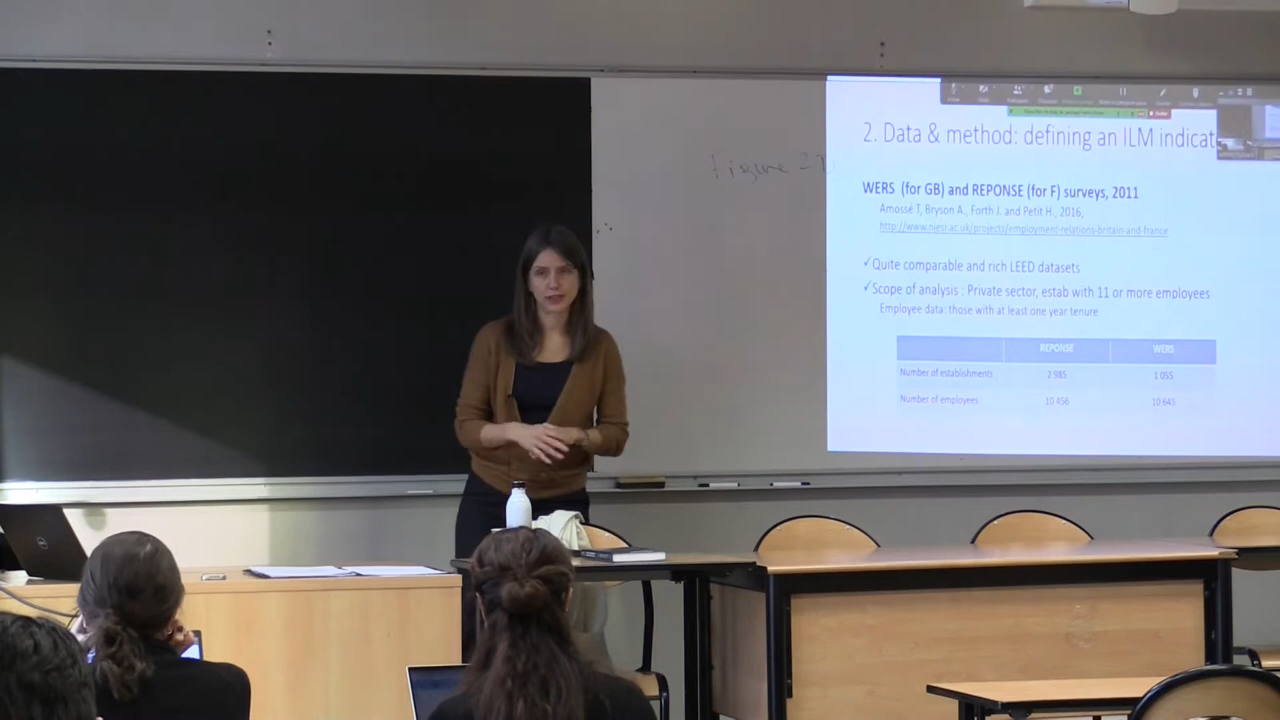 Figure
2. Data & method: defining an ILM indicat
WERS (for GB) and REPONSE (for F) surveys, 2011
Amossé T, Bryson A., Forth J. and Petit H., 2016,
http://www.niesr.ac.uk/projects/employment-relations-britain-and-france
✓Quite comparable and rich LEED datasets
✓Scope of analysis : Private sector, estab with 11 or more employees
Employee data: those with at least one year tenure
REPONSE WERS
Number of establishments 2 985 1 055
Number of employees 10 456 10 645